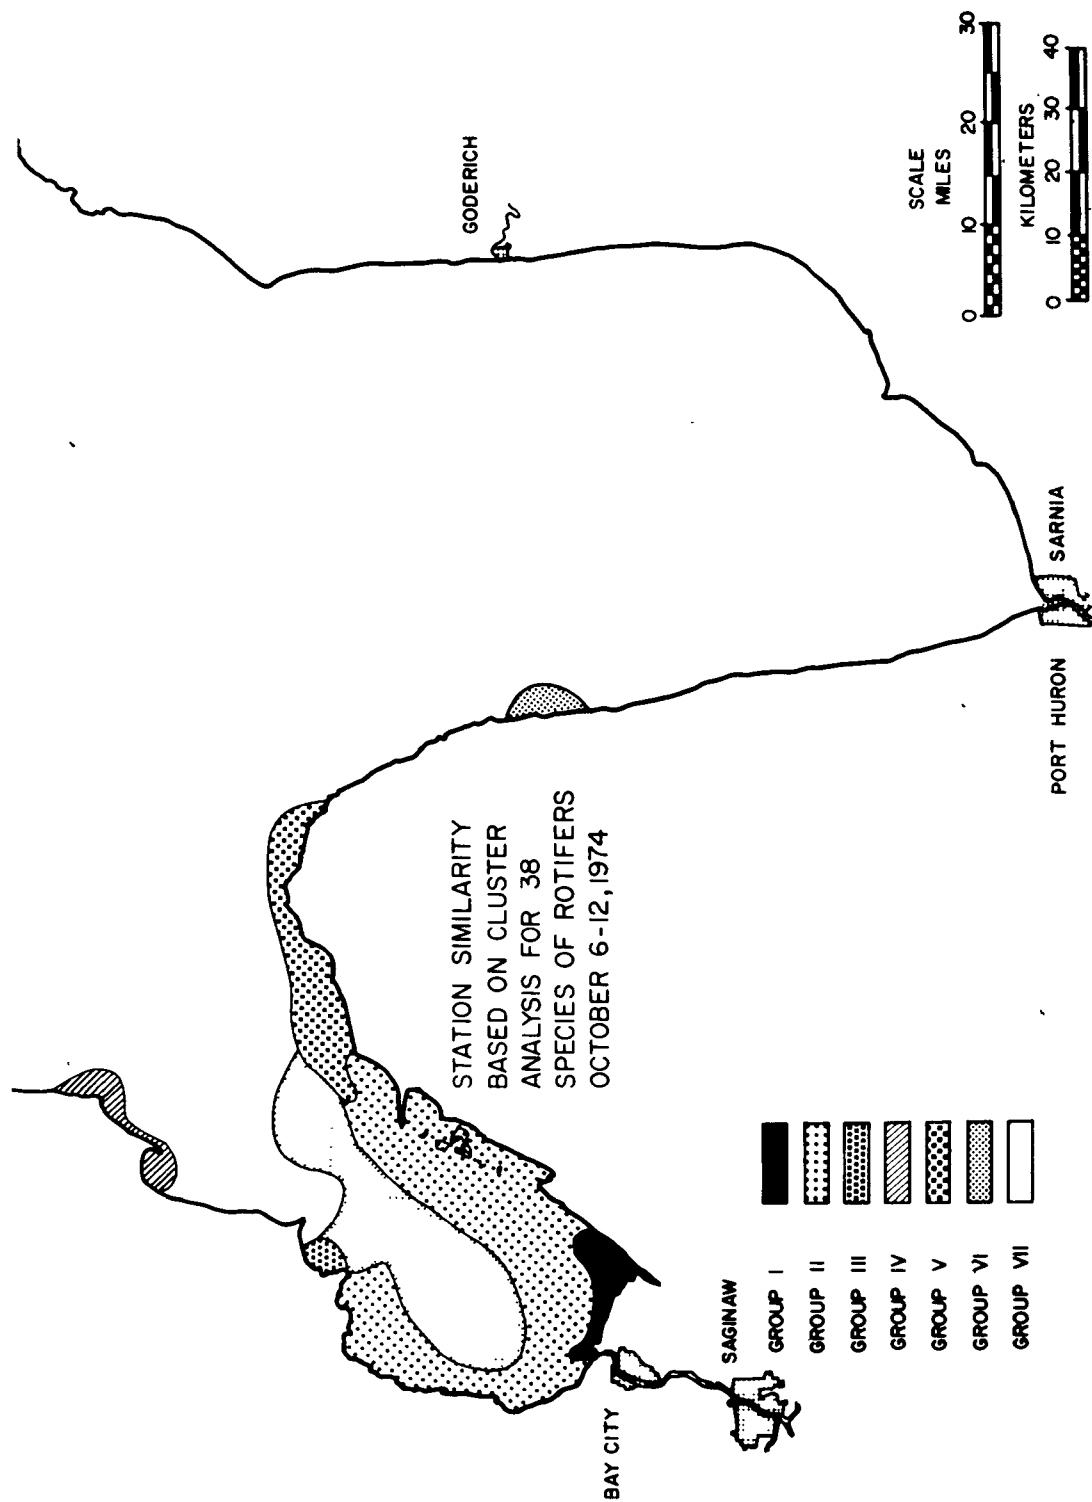 GODERICH
SCALE
MILES
0 10 20 30
KILOMETERS
0 10 20 30 40
SARNIA
PORT HURON
STATION SIMILARITY
BASED ON CLUSTER
ANALYSIS FOR 38
SPECIES OF ROTIFERS
OCTOBER 6-12, 1974
BAY CITY
SAGINAW
GROUP I
GROUP II
GROUP III
GROUP IV
GROUP V
GROUP VI
GROUP VII